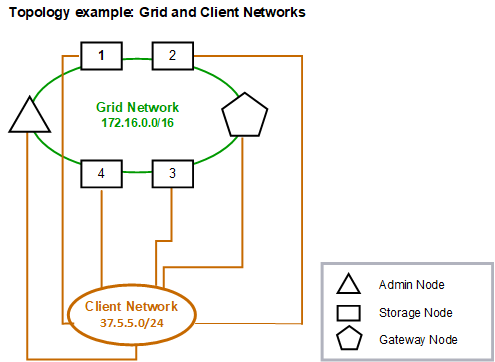 Topology example: Grid and Client Networks
1
2
Grid Network
172.16.0.0/16
4
3
Client Network
37.5.5.0/24
Admin Node
Storage Node
Gateway Node